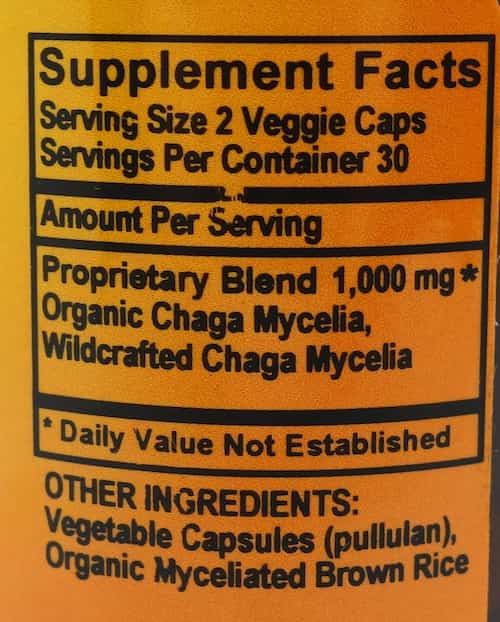 Supplement Facts
Serving Size 2 Veggie Caps
Servings Per Container 30
Amount Per Serving
Proprietary Blend 1,000 mg*
Organic Chaga Mycelia,
Wildcrafted Chaga Mycelia
* Daily Value Not Established
OTHER INGREDIENTS:
Vegetable Capsules (pullulan),
Organic Myceliated Brown Rice